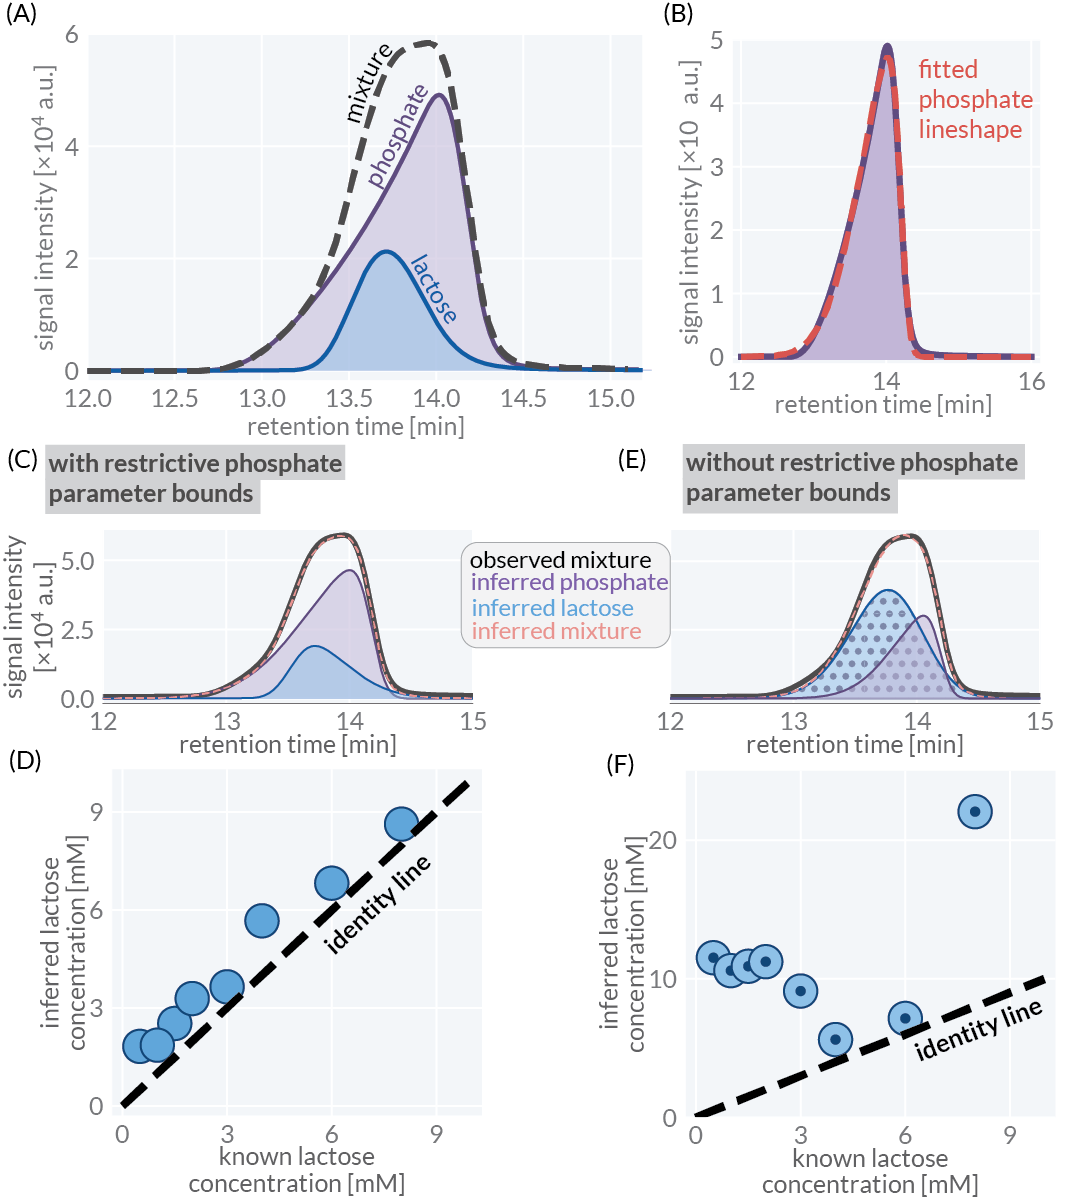 (A)
6
4
2
0
signal intensity [×10⁴ a.u.]
mixture
phosphate
lactose
12.0 12.5 13.0 13.5 14.0 14.5 15.0
retention time [min]
(B)
5
4
3
2
1
0
signal intensity [×10 a.u.]
fitted
phosphate
lineshape
12 14 16
retention time [min]
(C)
with restrictive phosphate
parameter bounds
signal intensity
[×10⁴ a.u.]
5.0
2.5
0.0
12 13 14 15
retention time [min]
observed mixture
inferred phosphate
inferred lactose
inferred mixture
(E)
without restrictive phosphate
parameter bounds
12 13 14 15
retention time [min]
(D)
inferred lactose
concentration [mM]
9
6
3
0
identity line
0 3 6 9
known lactose
concentration [mM]
(F)
inferred lactose
concentration [mM]
20
10
0
identity line
0 3 6 9
known lactose
concentration [mM]